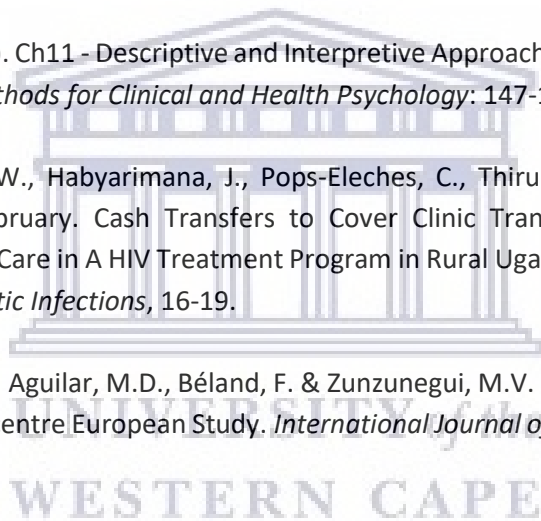 . Ch11 - Descriptive and Interpretive Approach
thods for Clinical and Health Psychology: 147-1
W., Habyarimana, J., Pops-Eleches, C., Thiru
bruary. Cash Transfers to Cover Clinic Tran
Care in A HIV Treatment Program in Rural Uga
tic Infections, 16-19.
Aguilar, M.D., Béland, F. & Zunzunegui, M.V.
entre European Study. International Journal o
UNIVERSITY of the
WESTERN CAPE